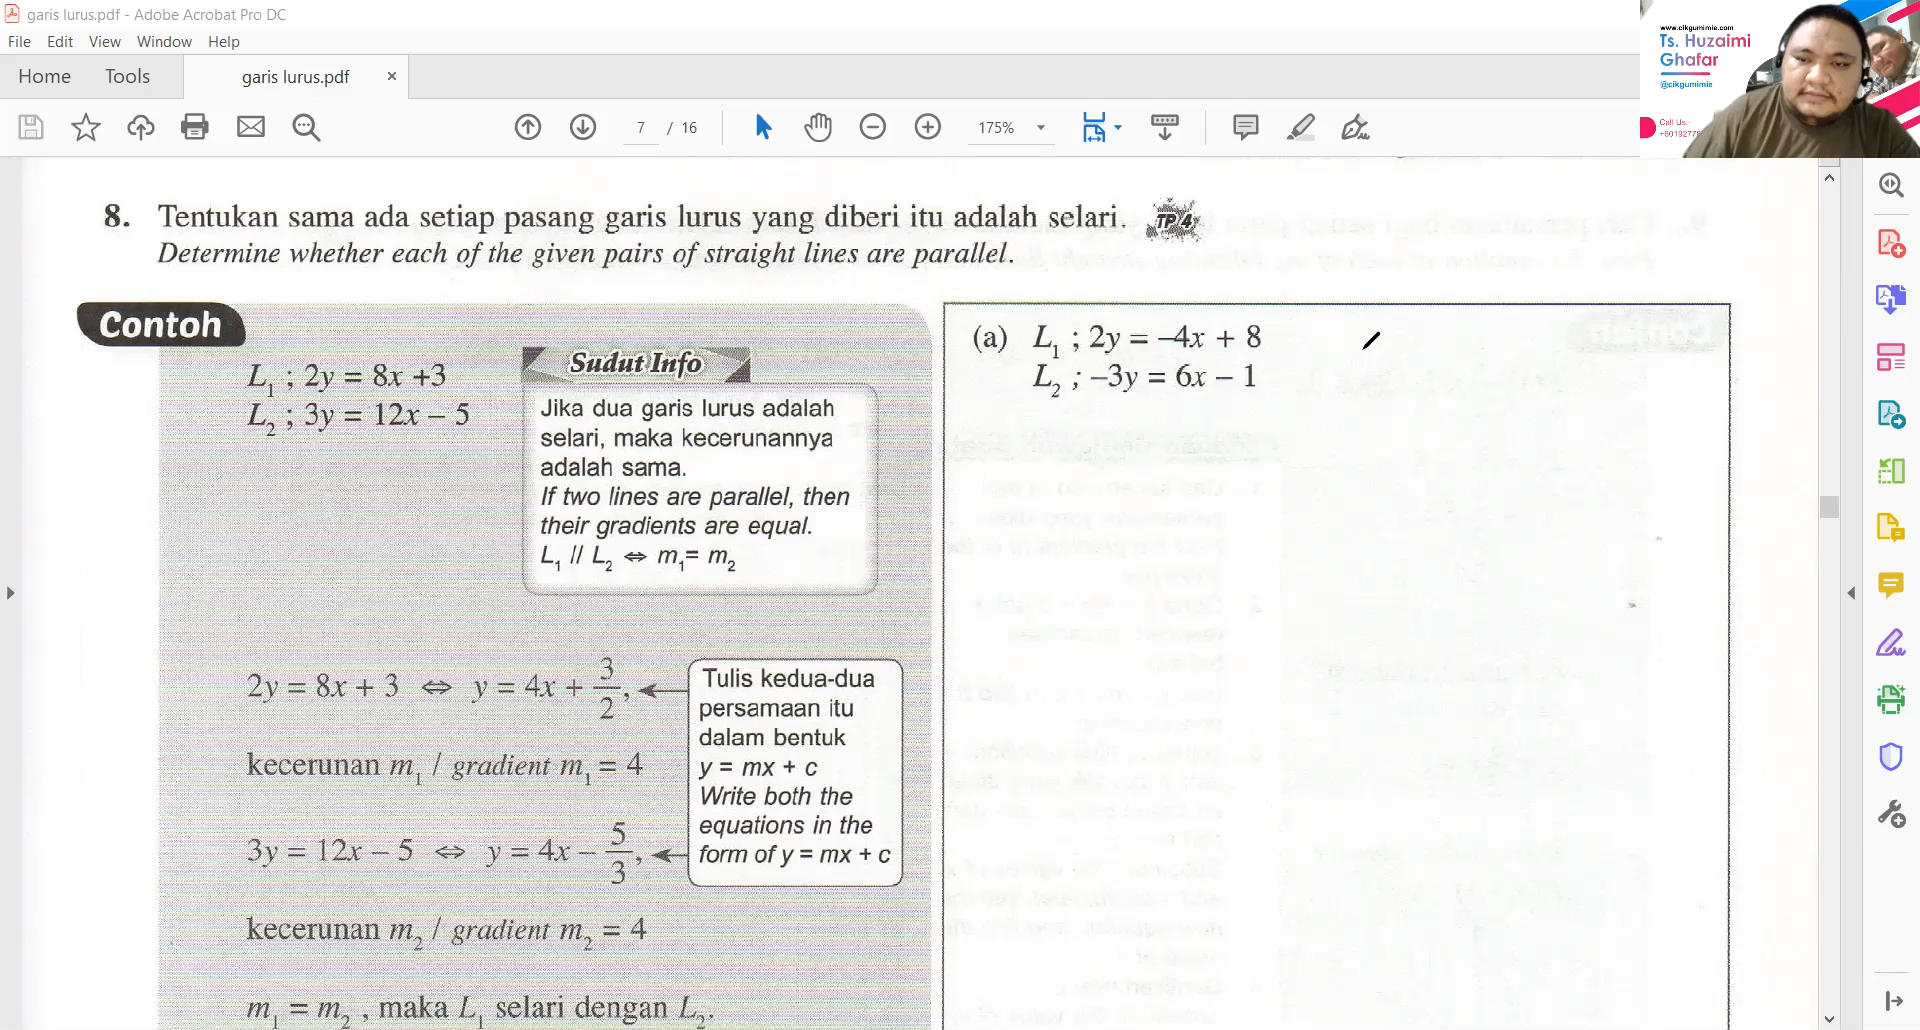 garis lurus.pdf - Adobe Acrobat Pro DC
File Edit View Window Help
Home Tools garis lurus.pdf ×
7 / 16 175%
www.cikgumimie.com
Ts. Huzaimi
Ghafar
@cikgumimie
Call Us:-
8. Tentukan sama ada setiap pasang garis lurus yang diberi itu adalah selari. TP 4
Determine whether each of the given pairs of straight lines are parallel.
Contoh
L₁ ; 2y = 8x +3
L₂ ; 3y = 12x – 5
Sudut Info
Jika dua garis lurus adalah
selari, maka kecerunannya
adalah sama.
If two lines are parallel, then
their gradients are equal.
L₁ // L₂ ⇔ m₁= m₂
2y = 8x + 3 ⇔ y = 4x + 3/2,
kecerunan m₁ / gradient m₁ = 4
3y = 12x – 5 ⇔ y = 4x – 5/3,
kecerunan m₂ / gradient m₂ = 4
m₁ = m₂ , maka L₁ selari dengan L₂.
Tulis kedua-dua
persamaan itu
dalam bentuk
y = mx + c
Write both the
equations in the
form of y = mx + c
(a) L₁ ; 2y = –4x + 8
L₂ ; –3y = 6x – 1